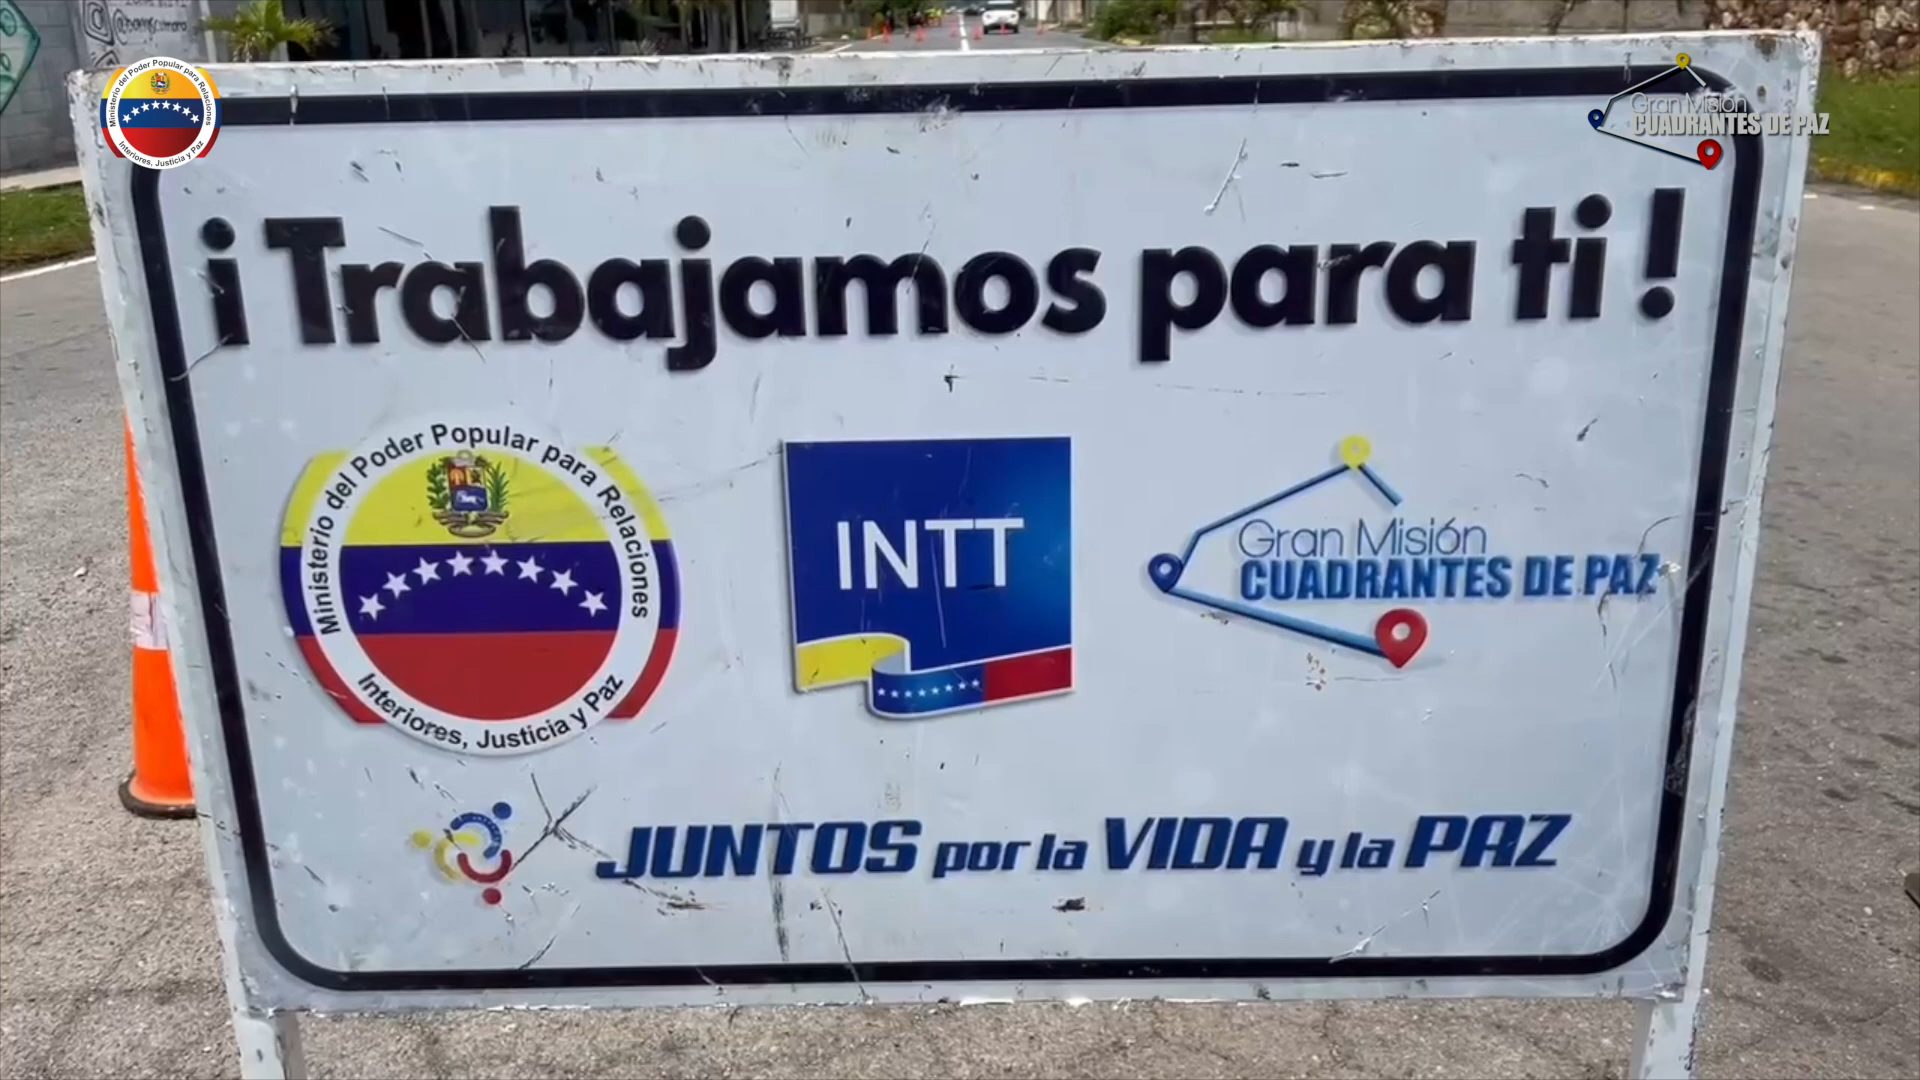 @bangcumora
Ministerio del Poder Popular para Relaciones
Interiores, Justicia y Paz
Gran Misión
CUADRANTES DE PAZ
¡Trabajamos para ti!
Ministerio del Poder Popular para Relaciones
Interiores, Justicia y Paz
INTT
Gran Misión
CUADRANTES DE PAZ
JUNTOS por la VIDA y la PAZ